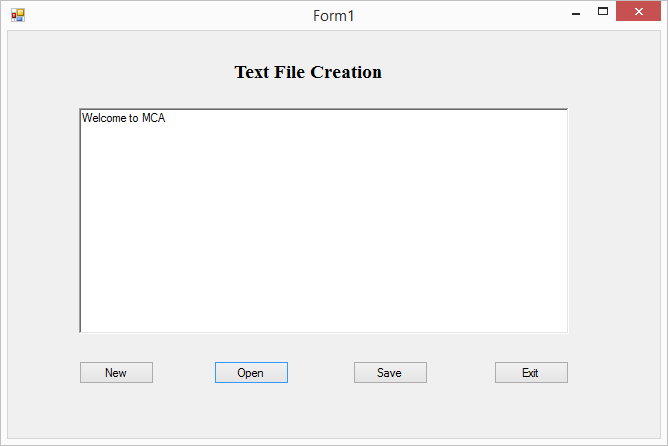 Form1
Text File Creation
Welcome to MCA
New Open Save Exit